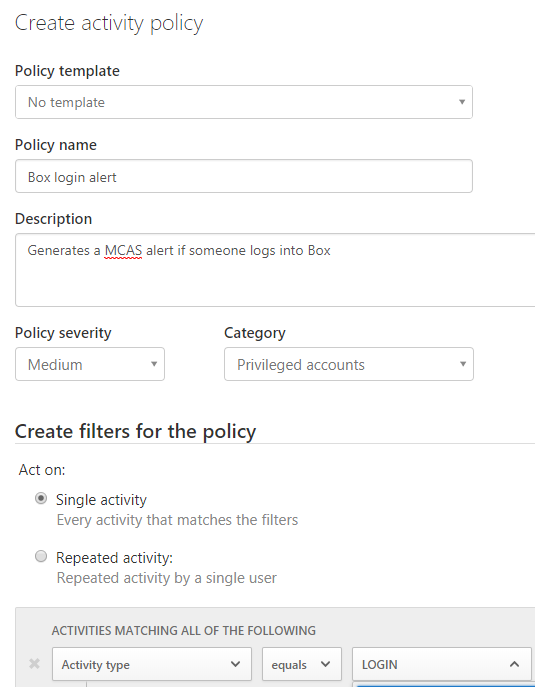 Create activity policy
Policy template
No template
Policy name
Box login alert
Description
Generates a MCAS alert if someone logs into Box
Policy severity
Category
Medium
Privileged accounts
Create filters for the policy
Act on:
Single activity
Every activity that matches the filters
Repeated activity:
Repeated activity by a single user
ACTIVITIES MATCHING ALL OF THE FOLLOWING
Activity type
equals
LOGIN